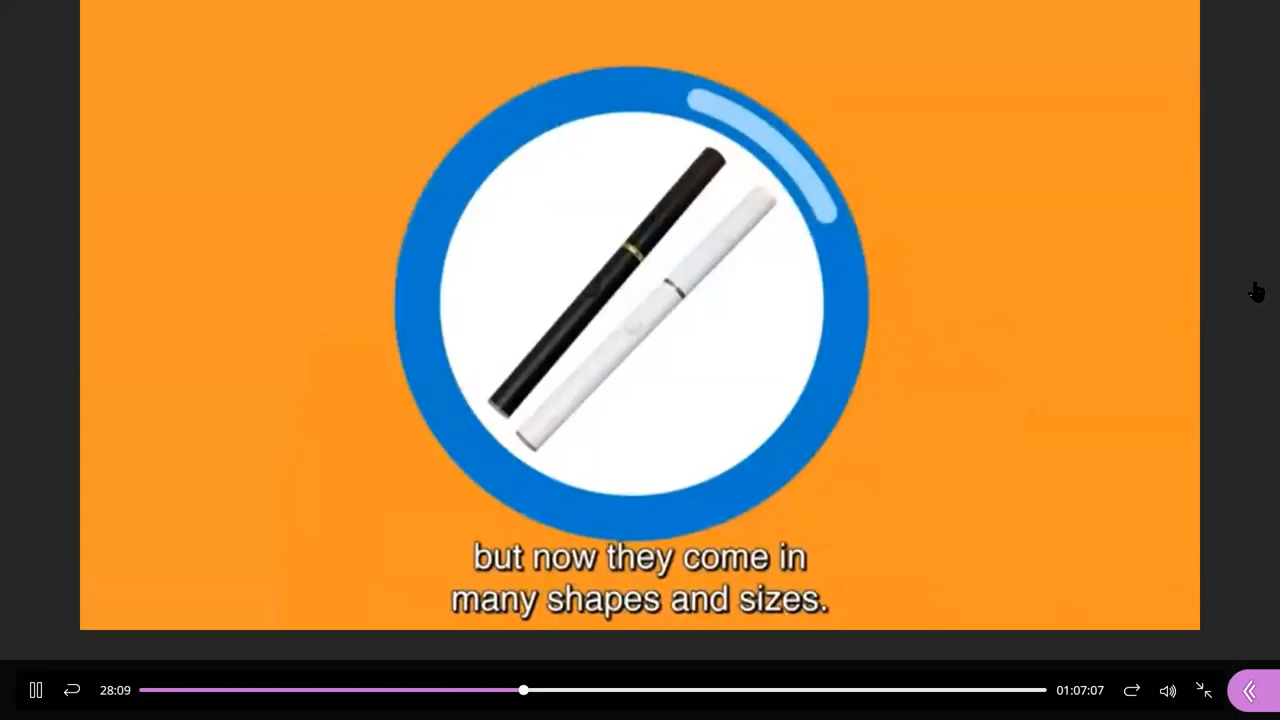 but now they come in
many shapes and sizes.
28:09
01:07:07